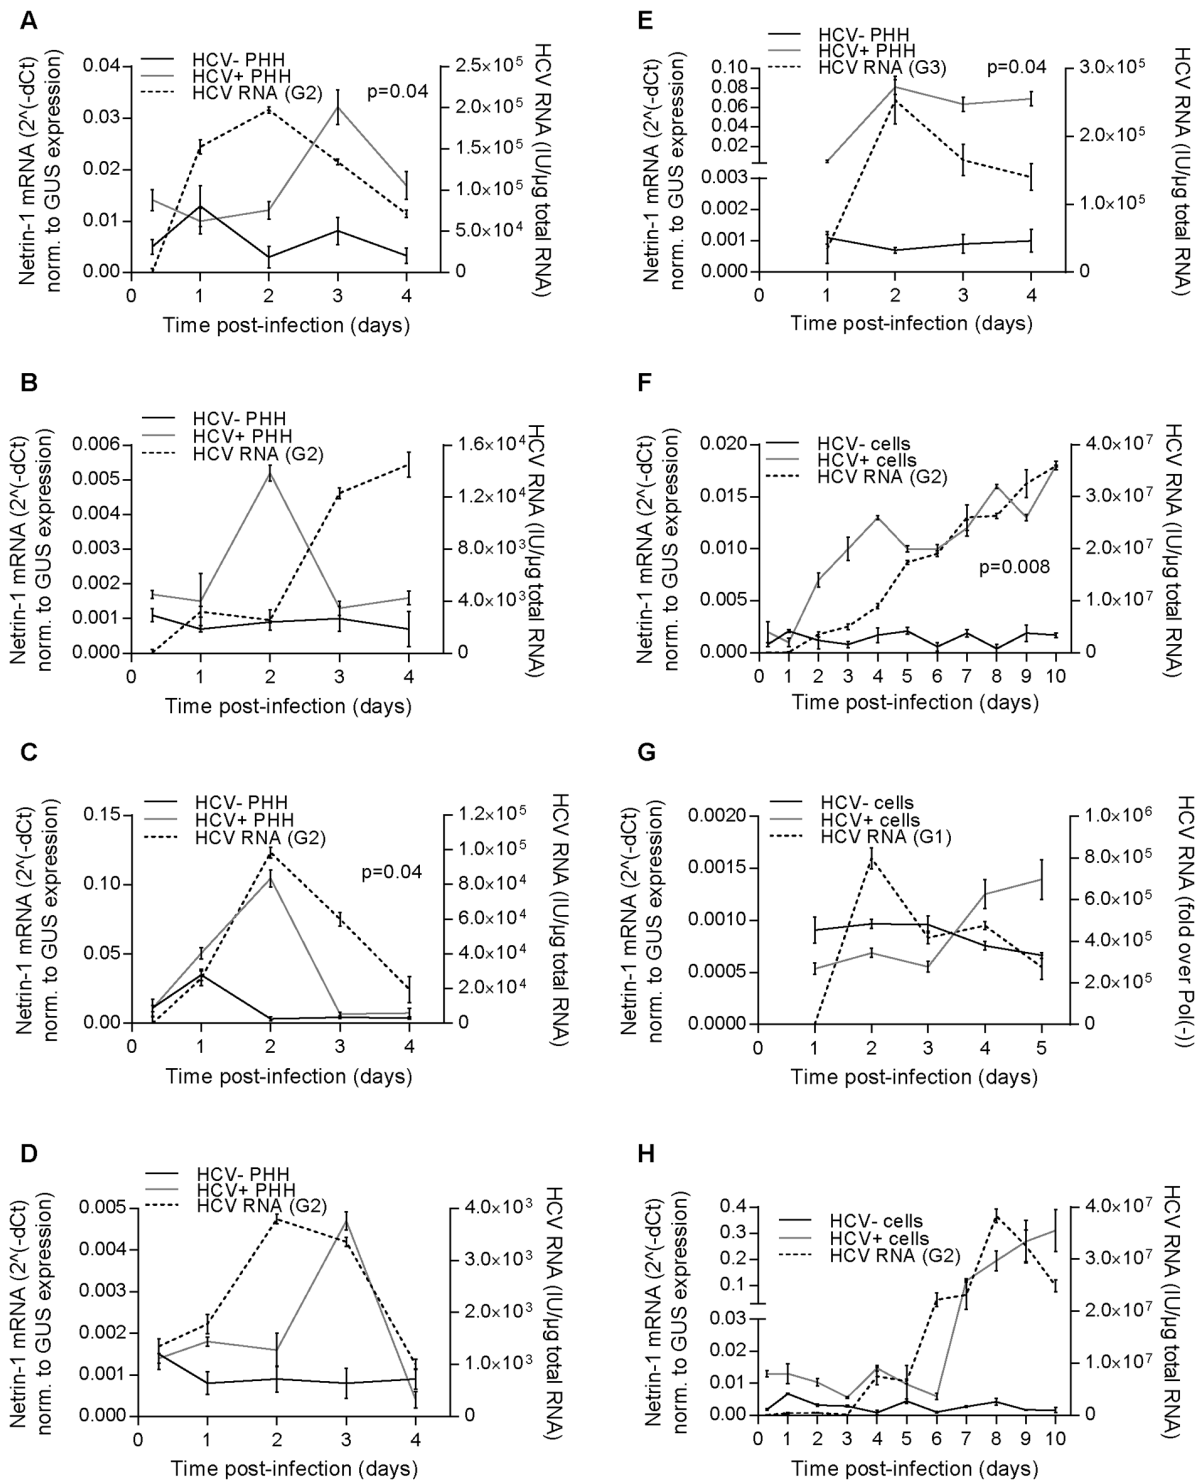 A
HCV- PHH
HCV+ PHH
HCV RNA (G2)
p=0.04
Netrin-1 mRNA (2^(-dCt)
norm. to GUS expression)
0.04
0.03
0.02
0.01
0.00
2.5×10⁵
2.0×10⁵
1.5×10⁵
1.0×10⁵
5.0×10⁴
0
HCV RNA (IU/µg total RNA)
0 1 2 3 4
Time post-infection (days)
B
HCV- PHH
HCV+ PHH
HCV RNA (G2)
Netrin-1 mRNA (2^(-dCt)
norm. to GUS expression)
0.006
0.005
0.004
0.003
0.002
0.001
0.000
1.6×10⁴
1.2×10⁴
8.0×10³
4.0×10³
0
HCV RNA (IU/µg total RNA)
0 1 2 3 4
Time post-infection (days)
C
HCV- PHH
HCV+ PHH
HCV RNA (G2)
p=0.04
Netrin-1 mRNA (2^(-dCt)
norm. to GUS expression)
0.15
0.10
0.05
0.00
1.2×10⁵
1.0×10⁵
8.0×10⁴
6.0×10⁴
4.0×10⁴
2.0×10⁴
0
HCV RNA (IU/µg total RNA)
0 1 2 3 4
Time post-infection (days)
D
HCV- PHH
HCV+ PHH
HCV RNA (G2)
Netrin-1 mRNA (2^(-dCt)
norm. to GUS expression)
0.005
0.004
0.003
0.002
0.001
0.000
4.0×10³
3.0×10³
2.0×10³
1.0×10³
0
HCV RNA (IU/µg total RNA)
0 1 2 3 4
Time post-infection (days)
E
HCV- PHH
HCV+ PHH
HCV RNA (G3)
p=0.04
Netrin-1 mRNA (2^(-dCt)
norm. to GUS expression)
0.10
0.08
0.06
0.04
0.02
0.003
0.002
0.001
0.000
3.0×10⁵
2.0×10⁵
1.0×10⁵
0
HCV RNA (IU/µg total RNA)
0 1 2 3 4
Time post-infection (days)
F
HCV- cells
HCV+ cells
HCV RNA (G2)
p=0.008
Netrin-1 mRNA (2^(-dCt)
norm. to GUS expression)
0.020
0.015
0.010
0.005
0.000
4.0×10⁷
3.0×10⁷
2.0×10⁷
1.0×10⁷
0
HCV RNA (IU/µg total RNA)
0 1 2 3 4 5 6 7 8 9 10
Time post-infection (days)
G
HCV- cells
HCV+ cells
HCV RNA (G1)
Netrin-1 mRNA (2^(-dCt)
norm. to GUS expression)
0.0020
0.0015
0.0010
0.0005
0.0000
1.0×10⁶
8.0×10⁵
6.0×10⁵
4.0×10⁵
2.0×10⁵
0
HCV RNA (fold over Pol(-))
0 1 2 3 4 5
Time post-infection (days)
H
HCV- cells
HCV+ cells
HCV RNA (G2)
Netrin-1 mRNA (2^(-dCt)
norm. to GUS expression)
0.4
0.3
0.2
0.1
0.03
0.02
0.01
0.00
4.0×10⁷
3.0×10⁷
2.0×10⁷
1.0×10⁷
0
HCV RNA (IU/µg total RNA)
0 1 2 3 4 5 6 7 8 9 10
Time post-infection (days)